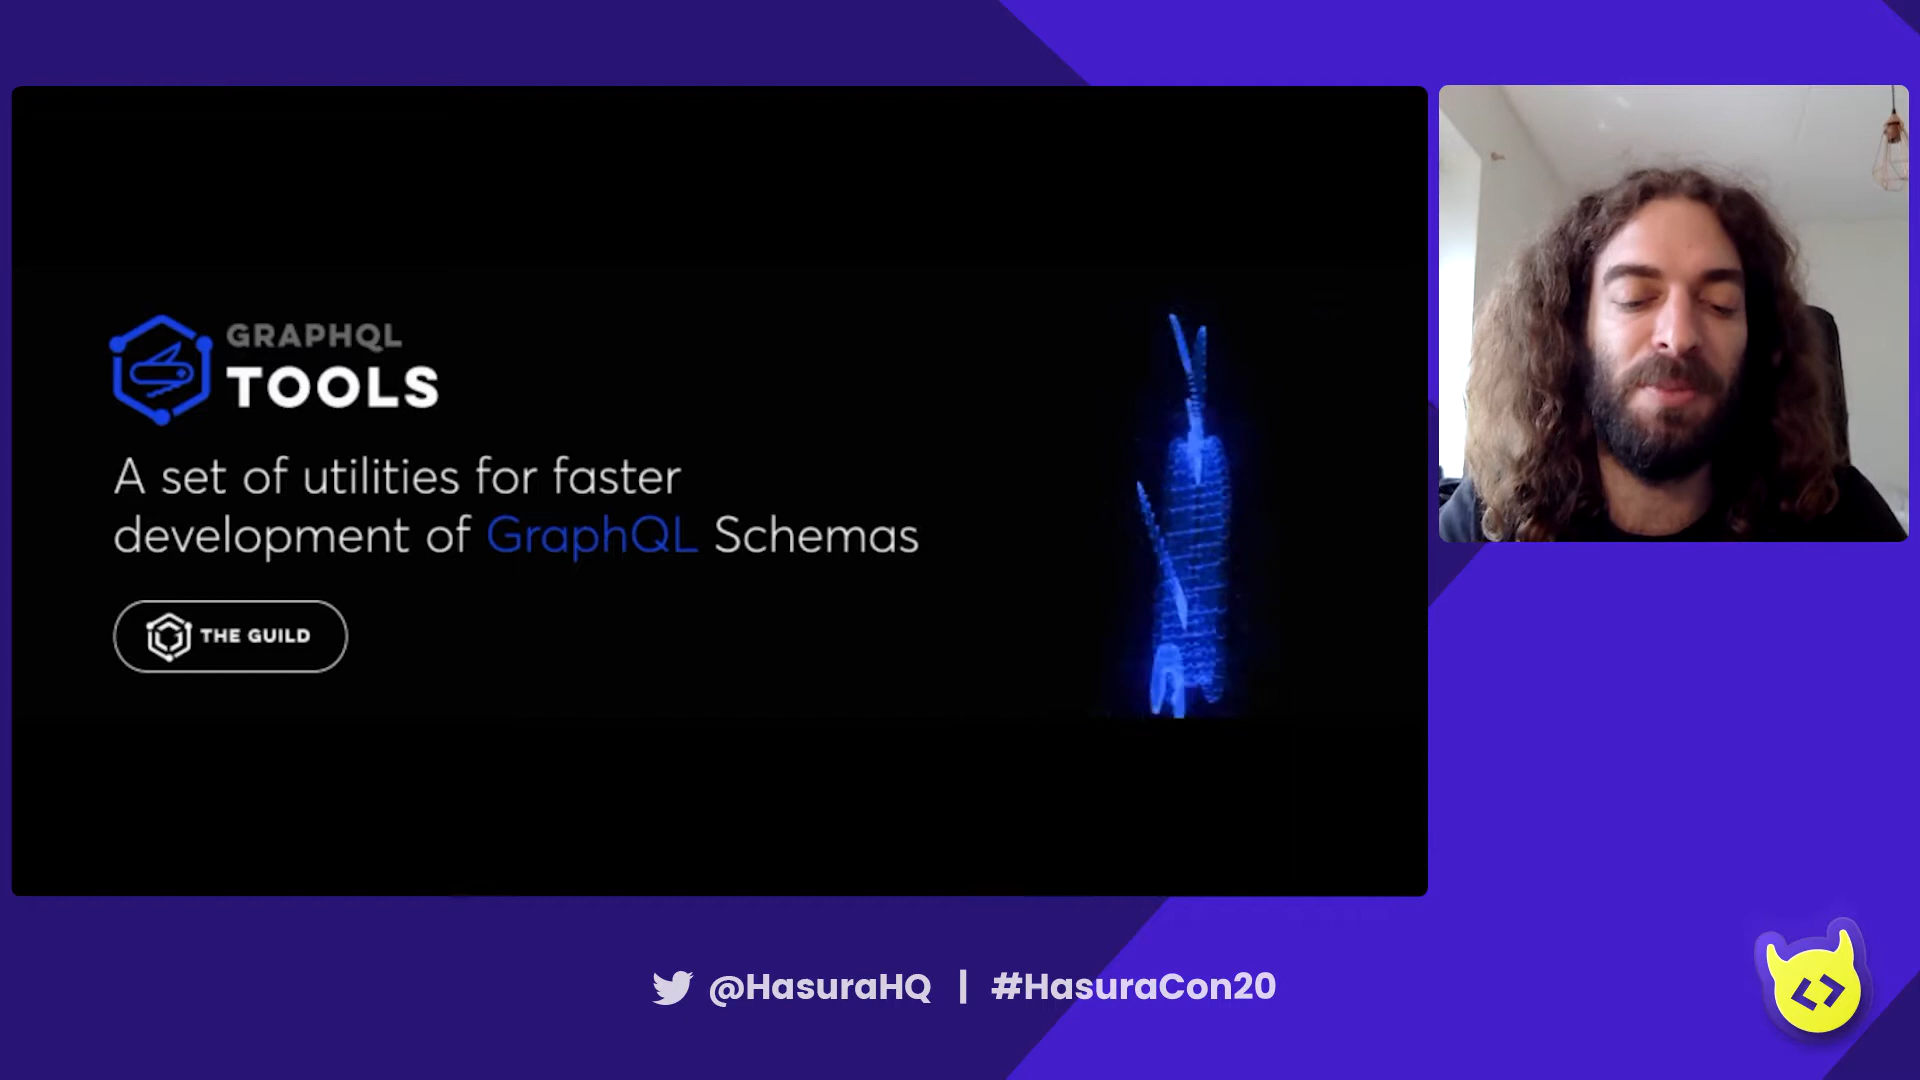 GRAPHQL
TOOLS
A set of utilities for faster
development of GraphQL Schemas
THE GUILD
@HasuraHQ | #HasuraCon20